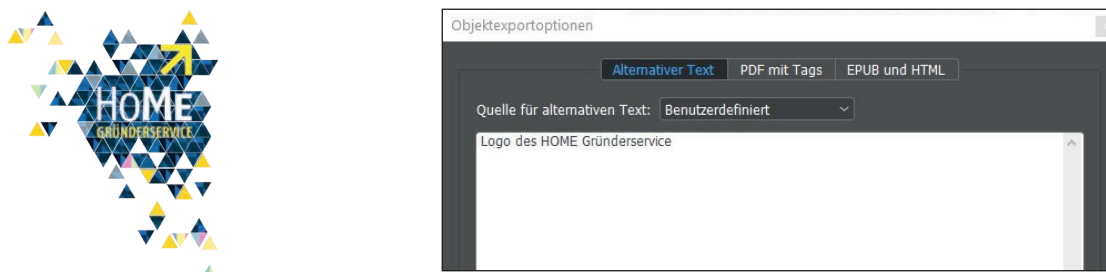 HOME
GRÜNDERSERVICE
Objektexportoptionen
Alternativer Text PDF mit Tags EPUB und HTML
Quelle für alternativen Text: Benutzerdefiniert
Logo des HOME Gründerservice